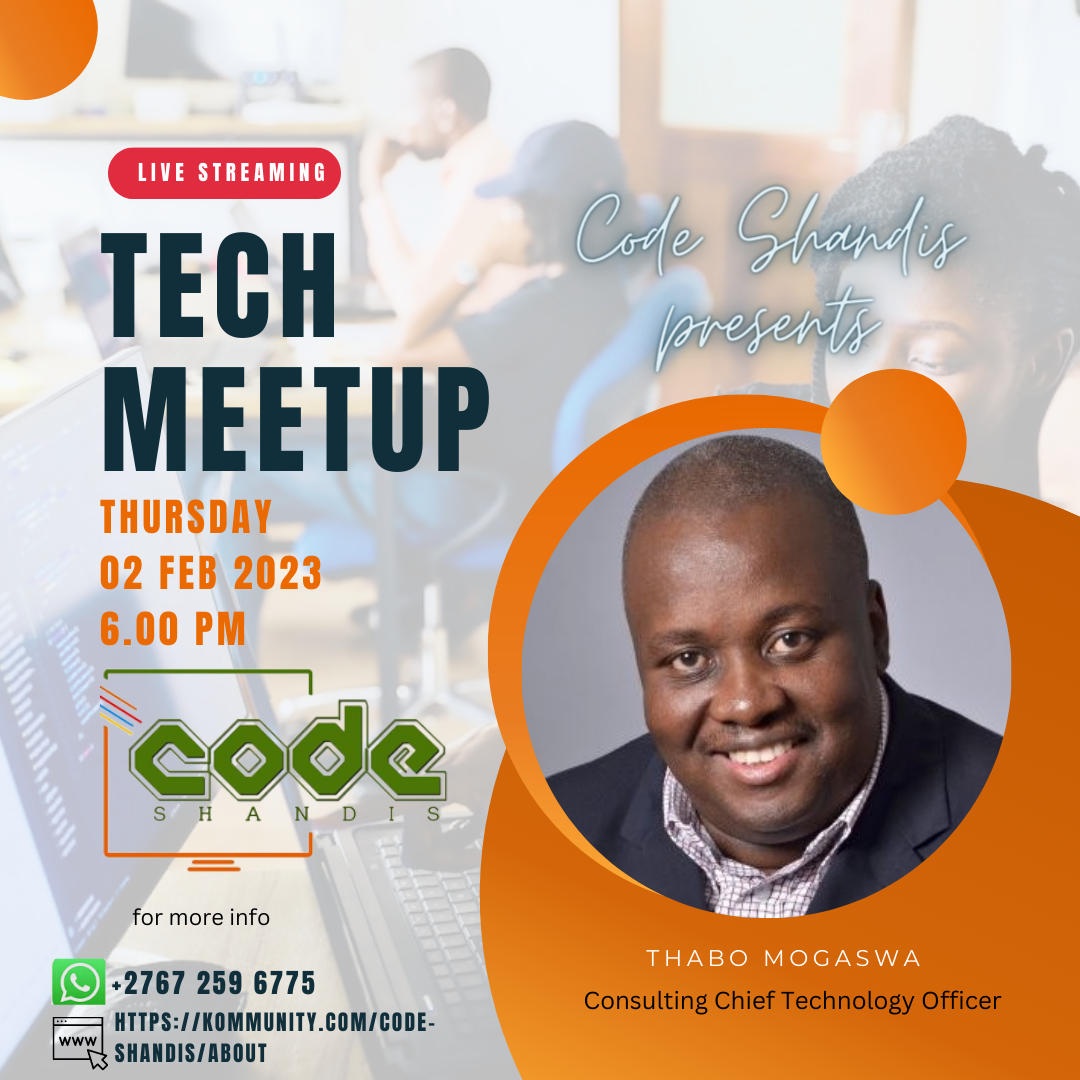 LIVE STREAMING
TECH
MEETUP
THURSDAY
02 FEB 2023
6.00 PM
code
SHANDIS
for more info
+2767 259 6775
www
HTTPS://KOMMUNITY.COM/CODE-
SHANDIS/ABOUT
Code Shandis
presents
THABO MOGASWA
Consulting Chief Technology Officer